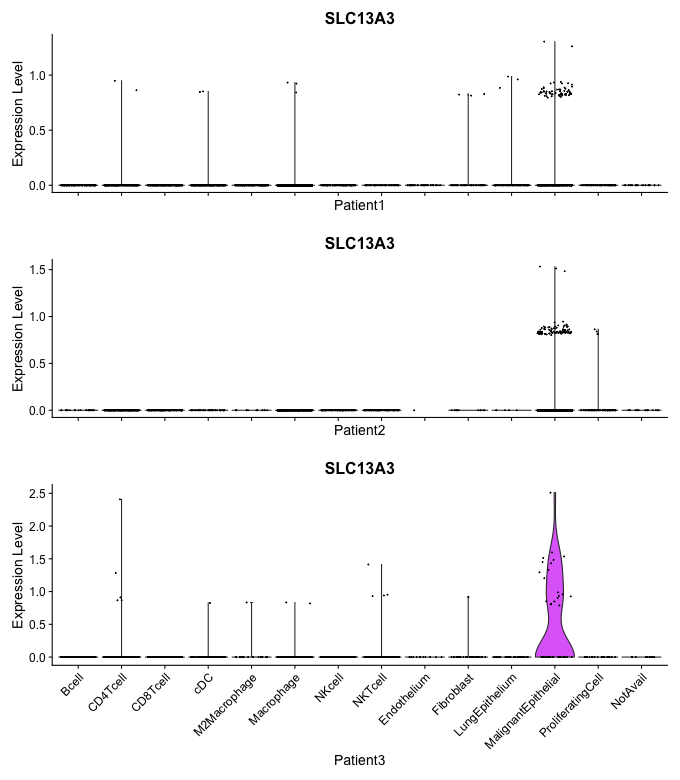 SLC13A3
Expression Level
1.0
0.5
0.0
Patient1
SLC13A3
Expression Level
1.5
1.0
0.5
0.0
Patient2
SLC13A3
Expression Level
2.5
2.0
1.5
1.0
0.5
0.0
Bcell
CD4Tcell
CD8Tcell
cDC
M2Macrophage
Macrophage
NKcell
NKTcell
Endothelium
Fibroblast
LungEpithelium
MalignantEpithelial
ProliferatingCell
NotAvail
Patient3